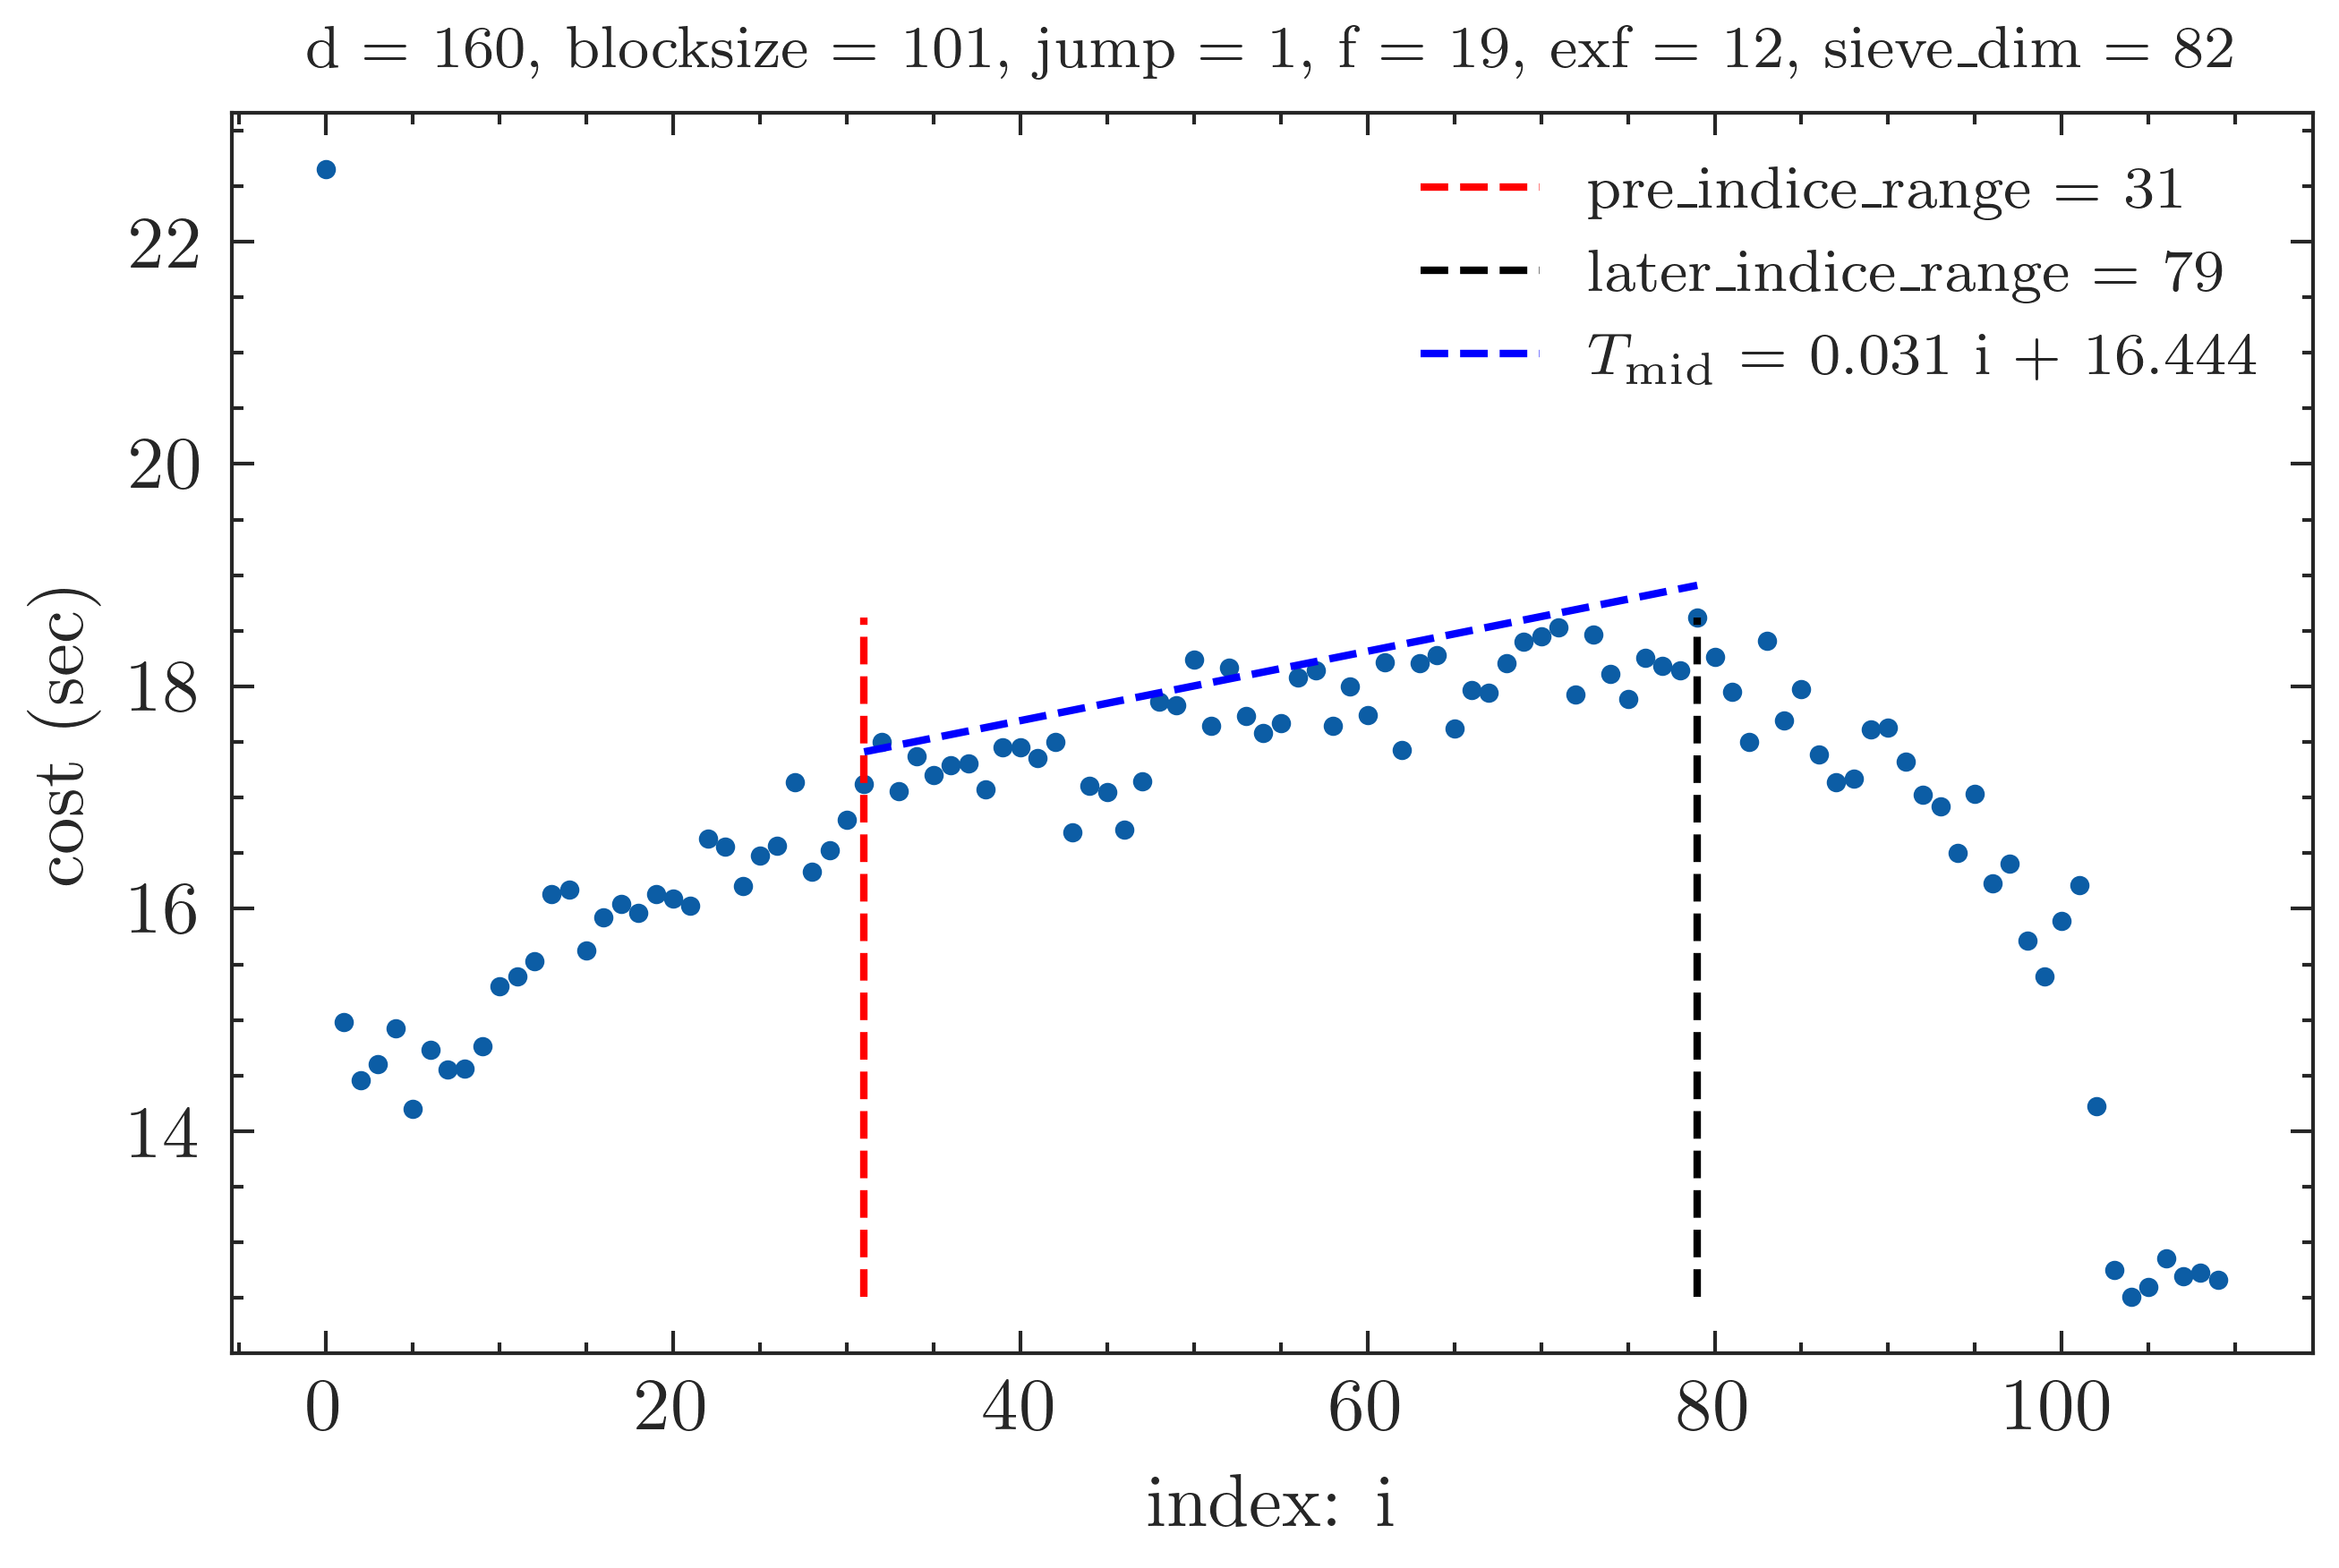 d = 160, blocksize = 101, jump = 1, f = 19, exf = 12, sieve_dim = 82
pre_indice_range = 31
later_indice_range = 79
T_mid = 0.031 i + 16.444
cost (sec)
22
20
18
16
14
0 20 40 60 80 100
index: i